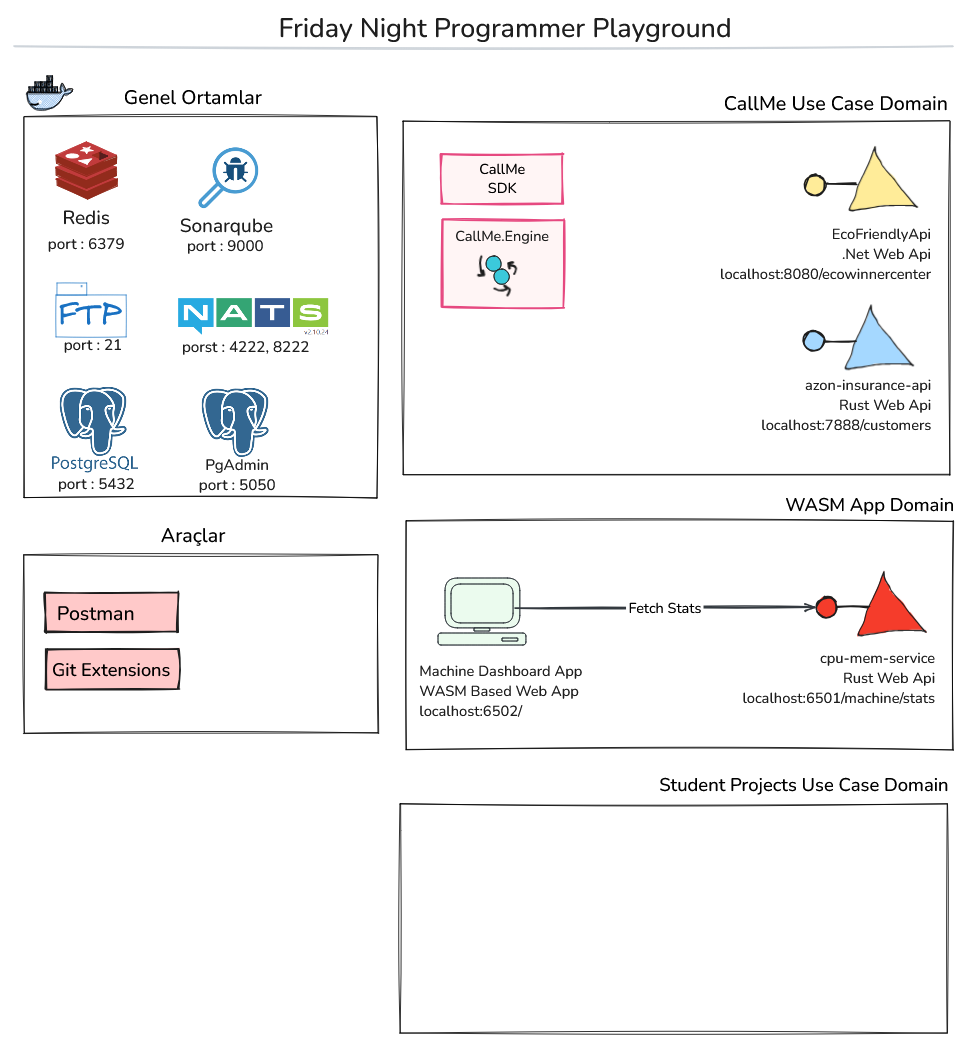 Friday Night Programmer Playground
Genel Ortamlar
Redis
port : 6379
Sonarqube
port : 9000
FTP
port : 21
NATS
v2.10.24
porst : 4222, 8222
PostgreSQL
port : 5432
PgAdmin
port : 5050
Araçlar
Postman
Git Extensions
CallMe Use Case Domain
CallMe
SDK
CallMe.Engine
EcoFriendlyApi
.Net Web Api
localhost:8080/ecowinnercenter
azon-insurance-api
Rust Web Api
localhost:7888/customers
WASM App Domain
Fetch Stats
Machine Dashboard App
WASM Based Web App
localhost:6502/
cpu-mem-service
Rust Web Api
localhost:6501/machine/stats
Student Projects Use Case Domain